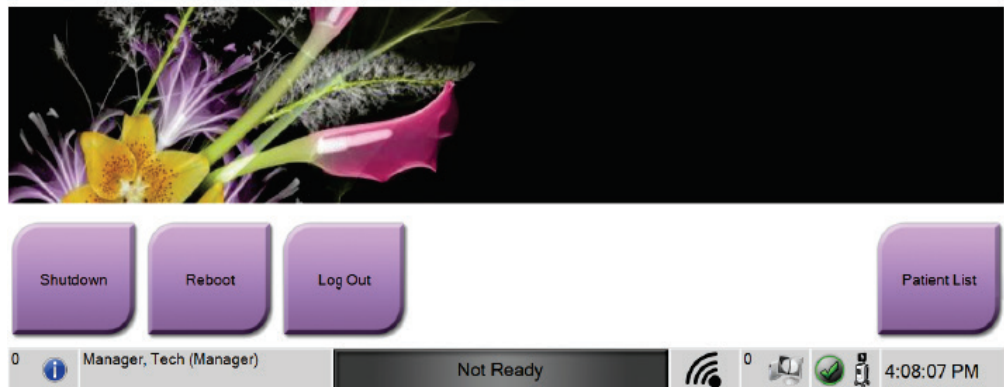 Shutdown
Reboot
Log Out
Patient List
0
Manager, Tech (Manager)
Not Ready
0
4:08:07 PM